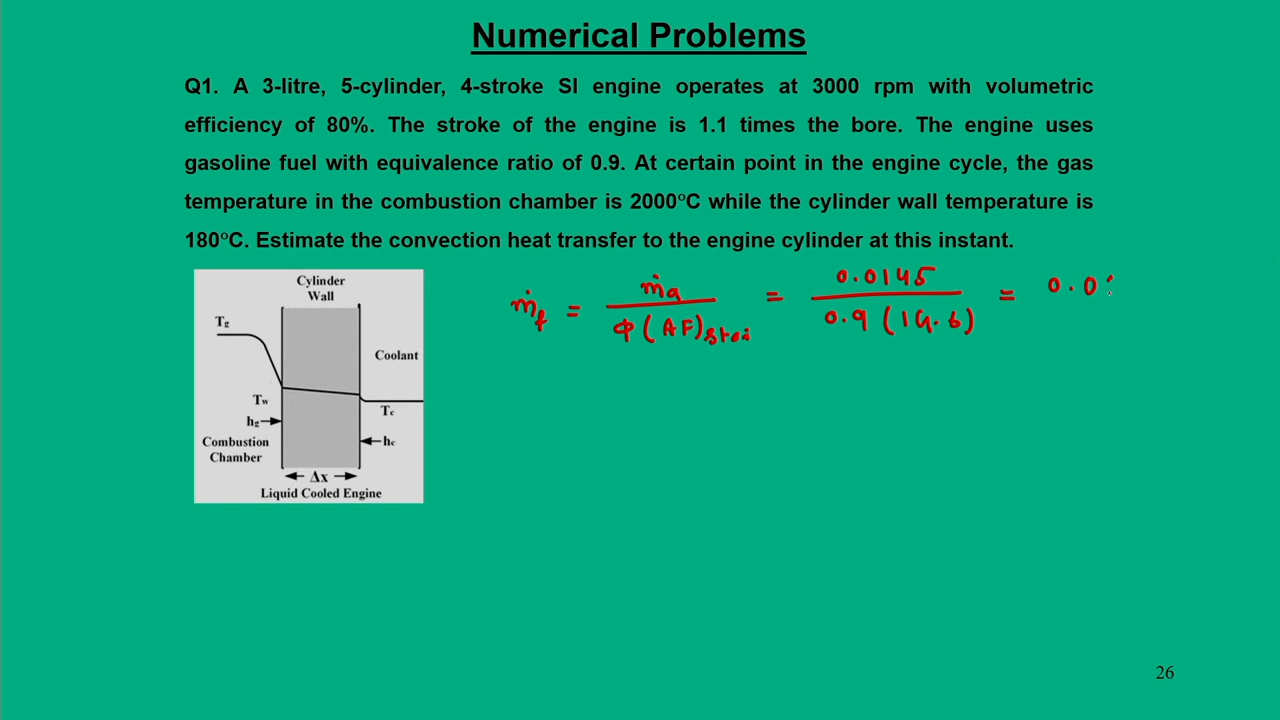 Numerical Problems
Q1. A 3-litre, 5-cylinder, 4-stroke SI engine operates at 3000 rpm with volumetric
efficiency of 80%. The stroke of the engine is 1.1 times the bore. The engine uses
gasoline fuel with equivalence ratio of 0.9. At certain point in the engine cycle, the gas
temperature in the combustion chamber is 2000°C while the cylinder wall temperature is
180°C. Estimate the convection heat transfer to the engine cylinder at this instant.
ṁf = ṁa / Φ(AF)stoi = 0.0145 / 0.9(14.6) = 0.0
Cylinder
Wall
Tg
Coolant
Tw
Tc
hg
hc
Combustion
Chamber
Δx
Liquid Cooled Engine
26